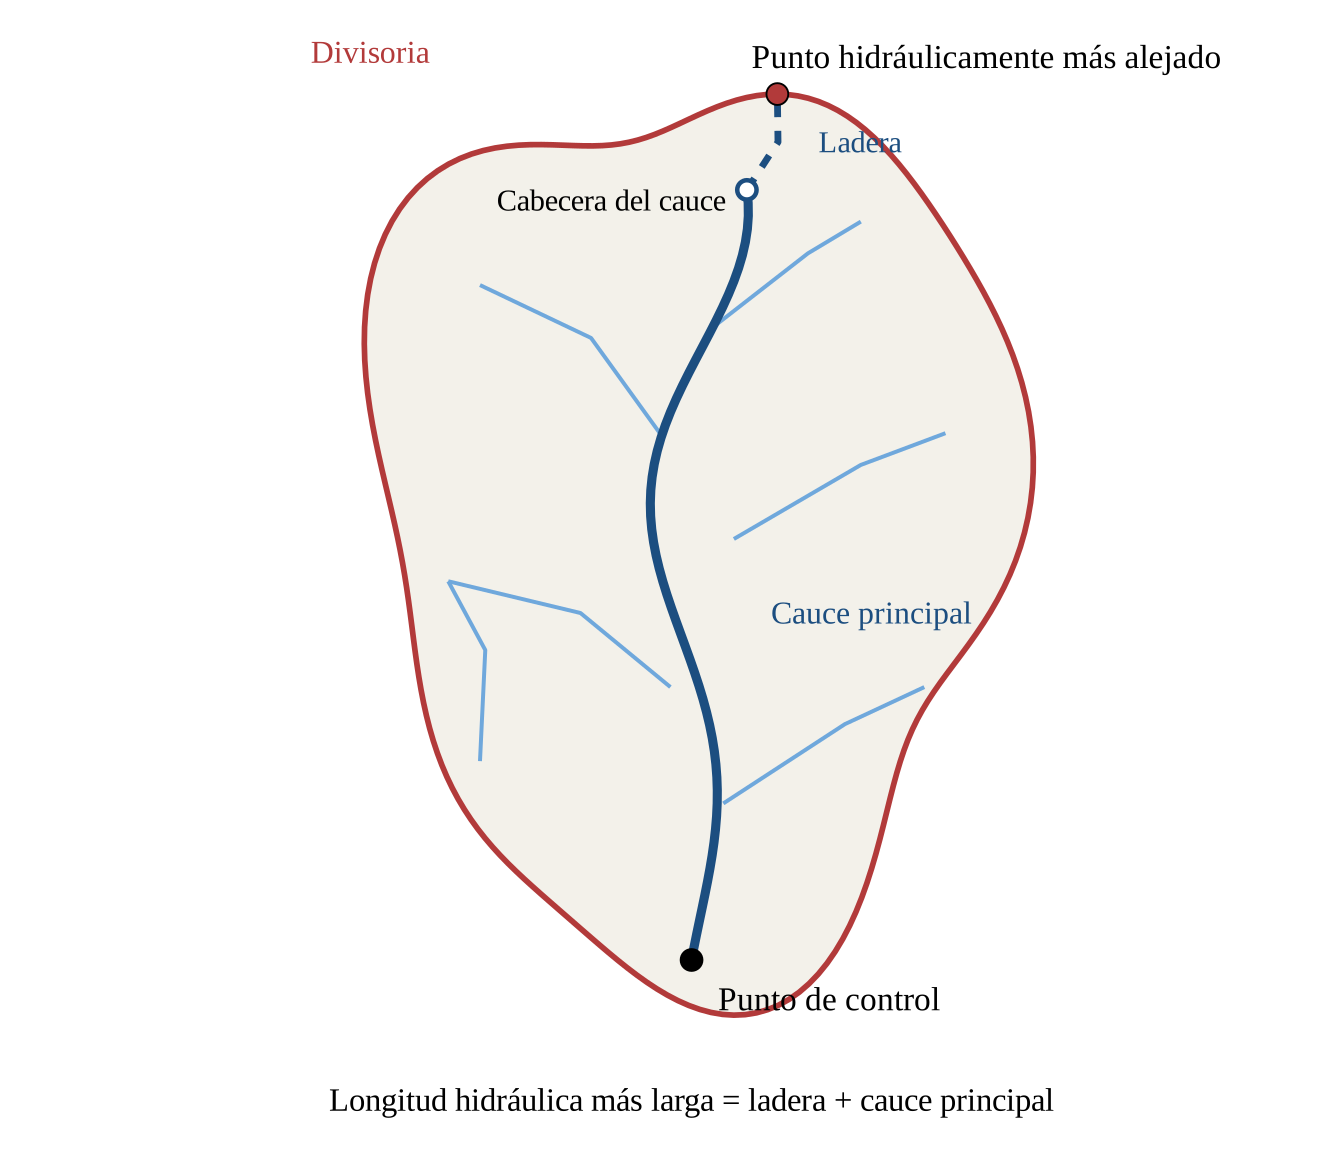 Divisoria
Punto hidráulicamente más alejado
Ladera
Cabecera del cauce
Cauce principal
Punto de control
Longitud hidráulica más larga = ladera + cauce principal